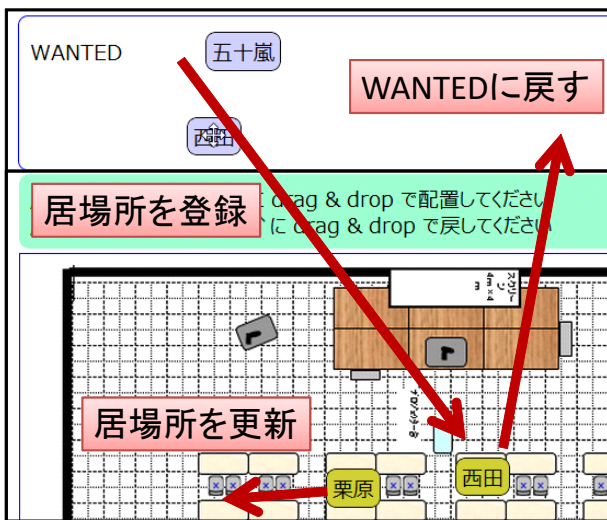 WANTED
五十嵐
WANTEDに戻す
西田
居場所を登録
drag & drop で配置してください
に drag & drop で戻してください
スクリー
ン
4m×4
m
居場所を更新
栗原
西田